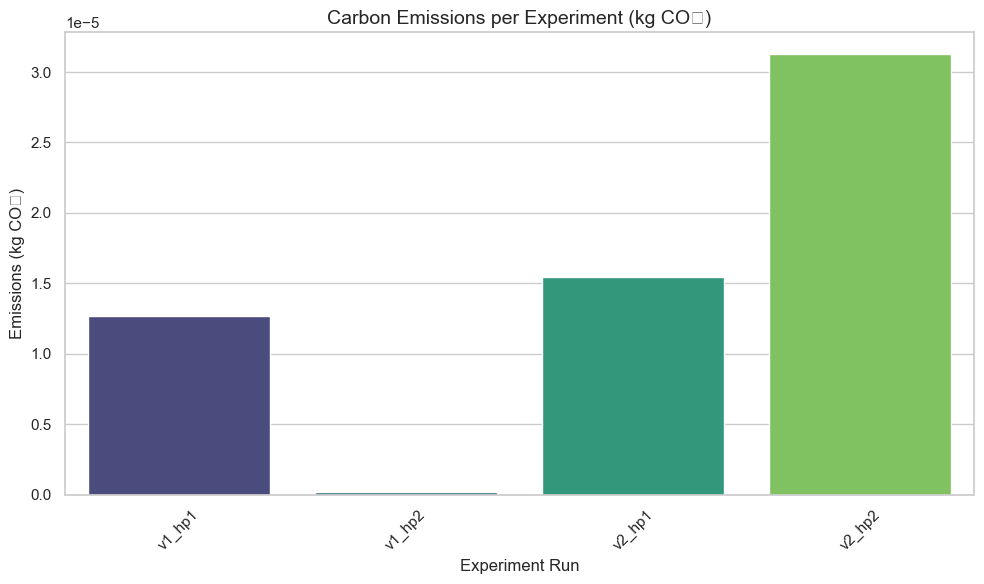 Carbon Emissions per Experiment (kg CO▯)
1e−5
Emissions (kg CO▯)
3.0
2.5
2.0
1.5
1.0
0.5
0.0
v1_hp1
v1_hp2
v2_hp1
v2_hp2
Experiment Run